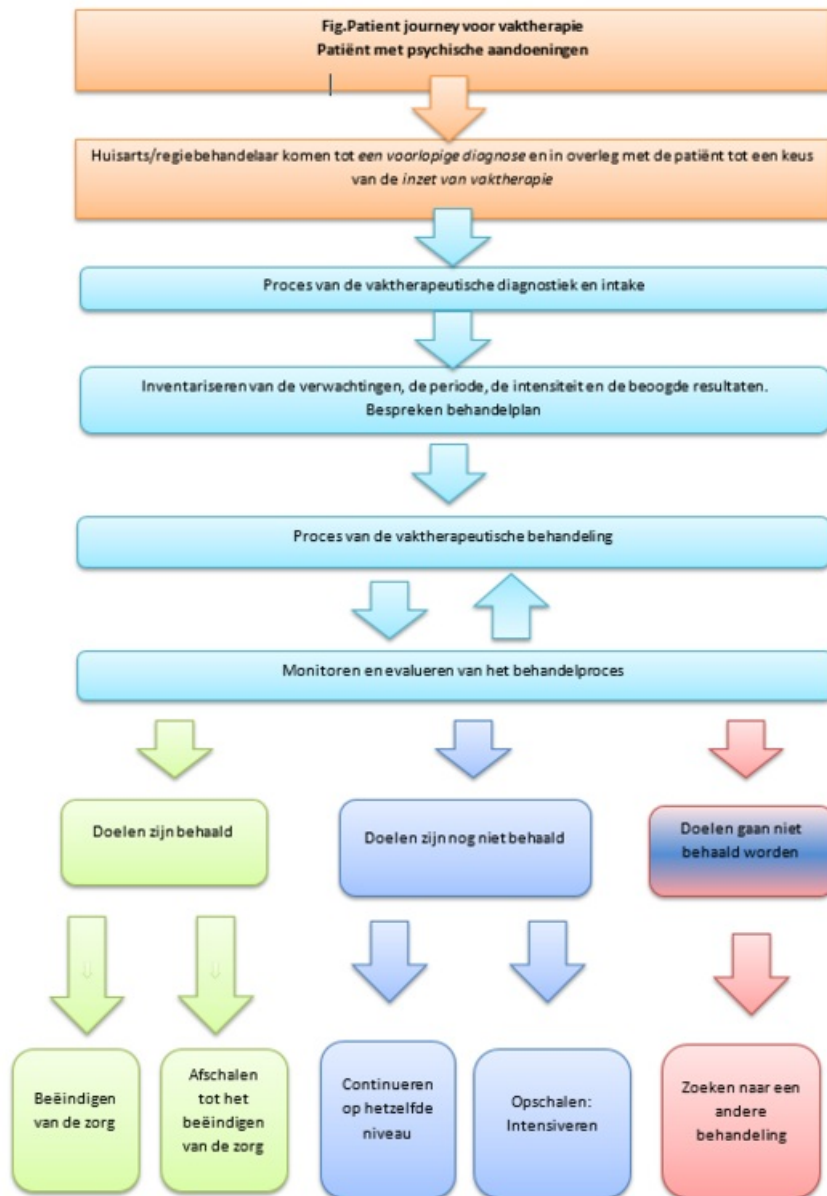 Fig.Patient journey voor vaktherapie
Patiënt met psychische aandoeningen
Huisarts/regiebehandelaar komen tot een voorlopige diagnose en in overleg met de patiënt tot een keus
van de inzet van vaktherapie
Proces van de vaktherapeutische diagnostiek en intake
Inventariseren van de verwachtingen, de periode, de intensiteit en de beoogde resultaten.
Bespreken behandelplan
Proces van de vaktherapeutische behandeling
Monitoren en evalueren van het behandelproces
Doelen zijn behaald
Doelen zijn nog niet behaald
Doelen gaan niet
behaald worden
Beëindigen
van de zorg
Afschalen
tot het
beëindigen
van de zorg
Continueren
op hetzelfde
niveau
Opschalen:
Intensiveren
Zoeken naar een
andere
behandeling